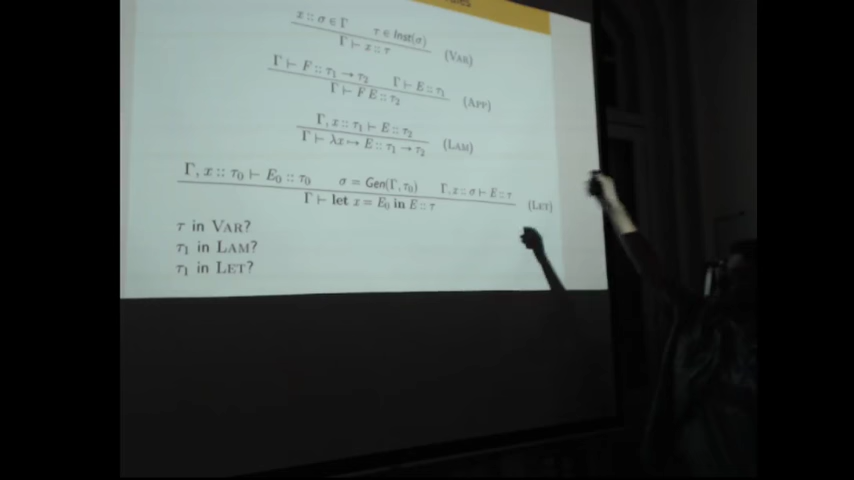 x :: σ ∈ Γ τ ∈ Inst(σ)
Γ ⊢ x :: τ (VAR)
Γ ⊢ F :: τ₁ → τ₂ Γ ⊢ E :: τ₁
Γ ⊢ F E :: τ₂ (APP)
Γ, x :: τ₁ ⊢ E :: τ₂
Γ ⊢ λx ↦ E :: τ₁ → τ₂ (LAM)
Γ, x :: τ₀ ⊢ E₀ :: τ₀ σ = Gen(Γ, τ₀) Γ, x :: σ ⊢ E :: τ
Γ ⊢ let x = E₀ in E :: τ (LET)
τ in VAR?
τ₁ in LAM?
τ₁ in LET?